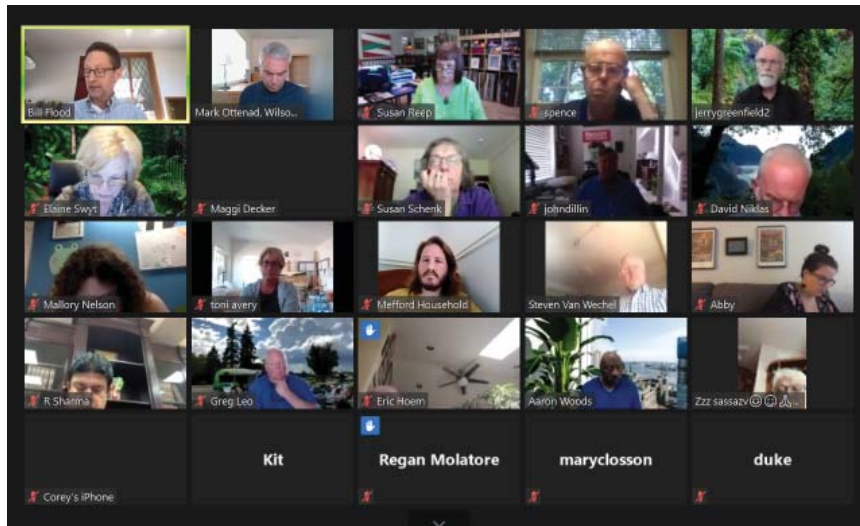 Bill Flood
Mark Ottenad, Wilso...
Susan Reep
spence
jerrygreenfield2
Elaine Swyt
Maggi Decker
Susan Schenk
johndillin
David Niklas
Mallory Nelson
toni avery
Mefford Household
Steven Van Wechel
Abby
R Sharma
Greg Leo
Eric Hoem
Aaron Woods
Zzz sassazv☺☺🙏..
Corey's iPhone
Kit
Regan Molatore
maryclosson
duke